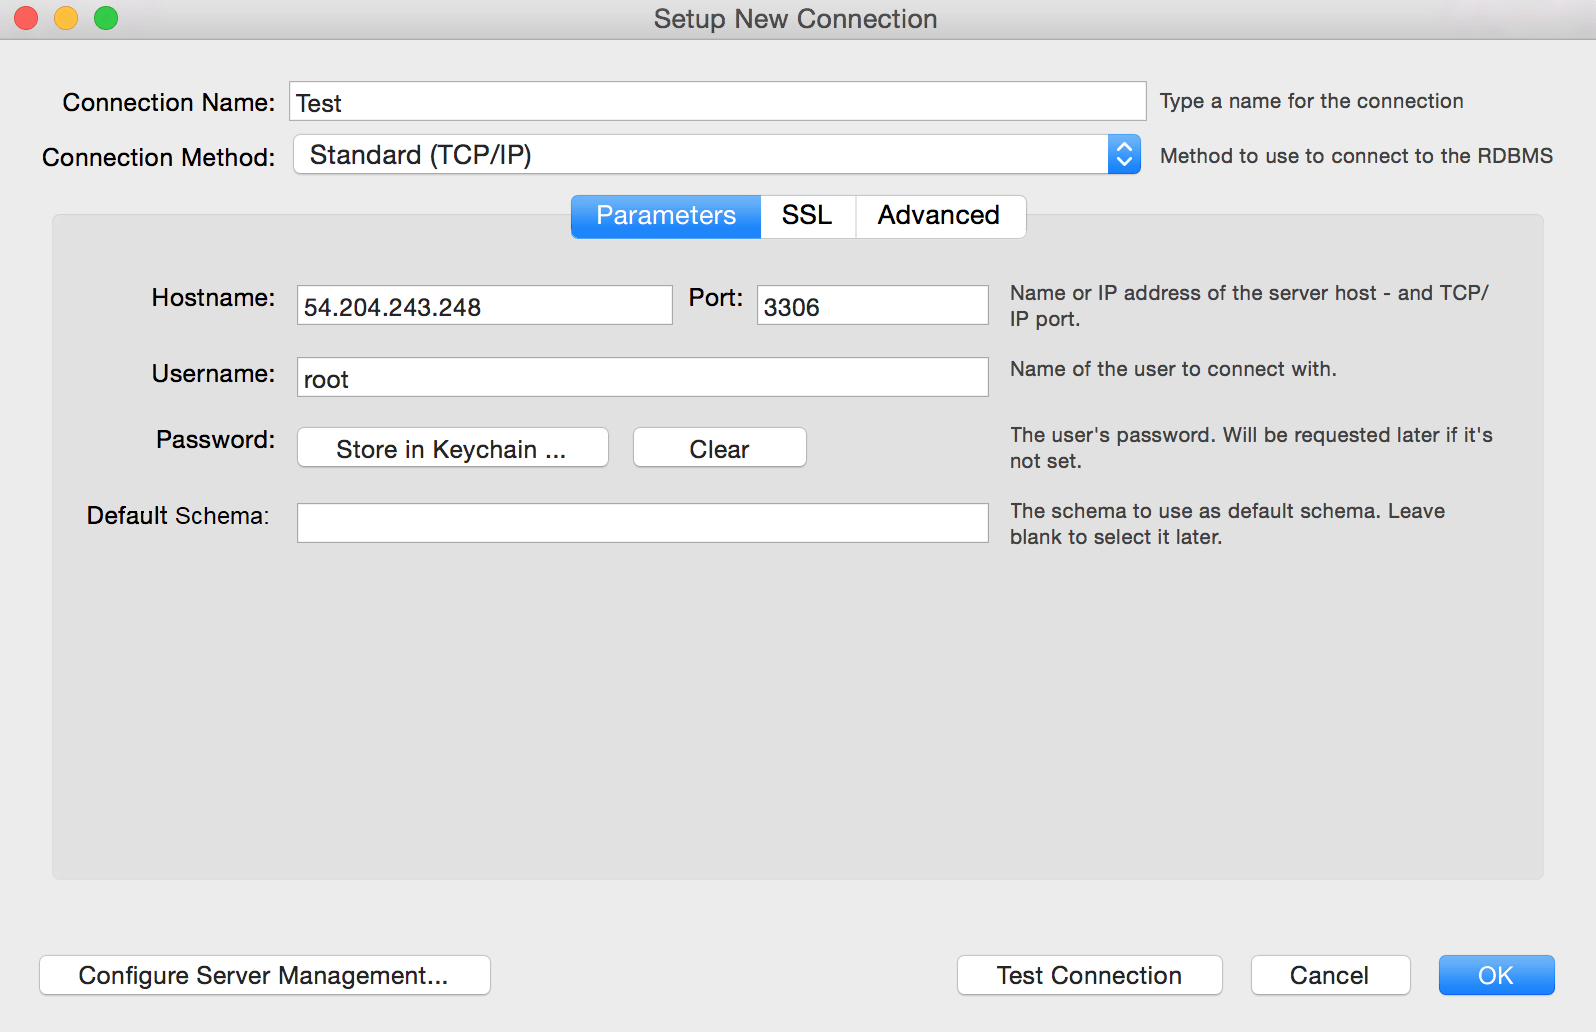 Setup New Connection
Connection Name: Test Type a name for the connection
Connection Method: Standard (TCP/IP) Method to use to connect to the RDBMS
Parameters SSL Advanced
Hostname: 54.204.243.248 Port: 3306 Name or IP address of the server host - and TCP/
IP port.
Username: root Name of the user to connect with.
Password: Store in Keychain ... Clear The user's password. Will be requested later if it's
not set.
Default Schema: The schema to use as default schema. Leave
blank to select it later.
Configure Server Management... Test Connection Cancel OK